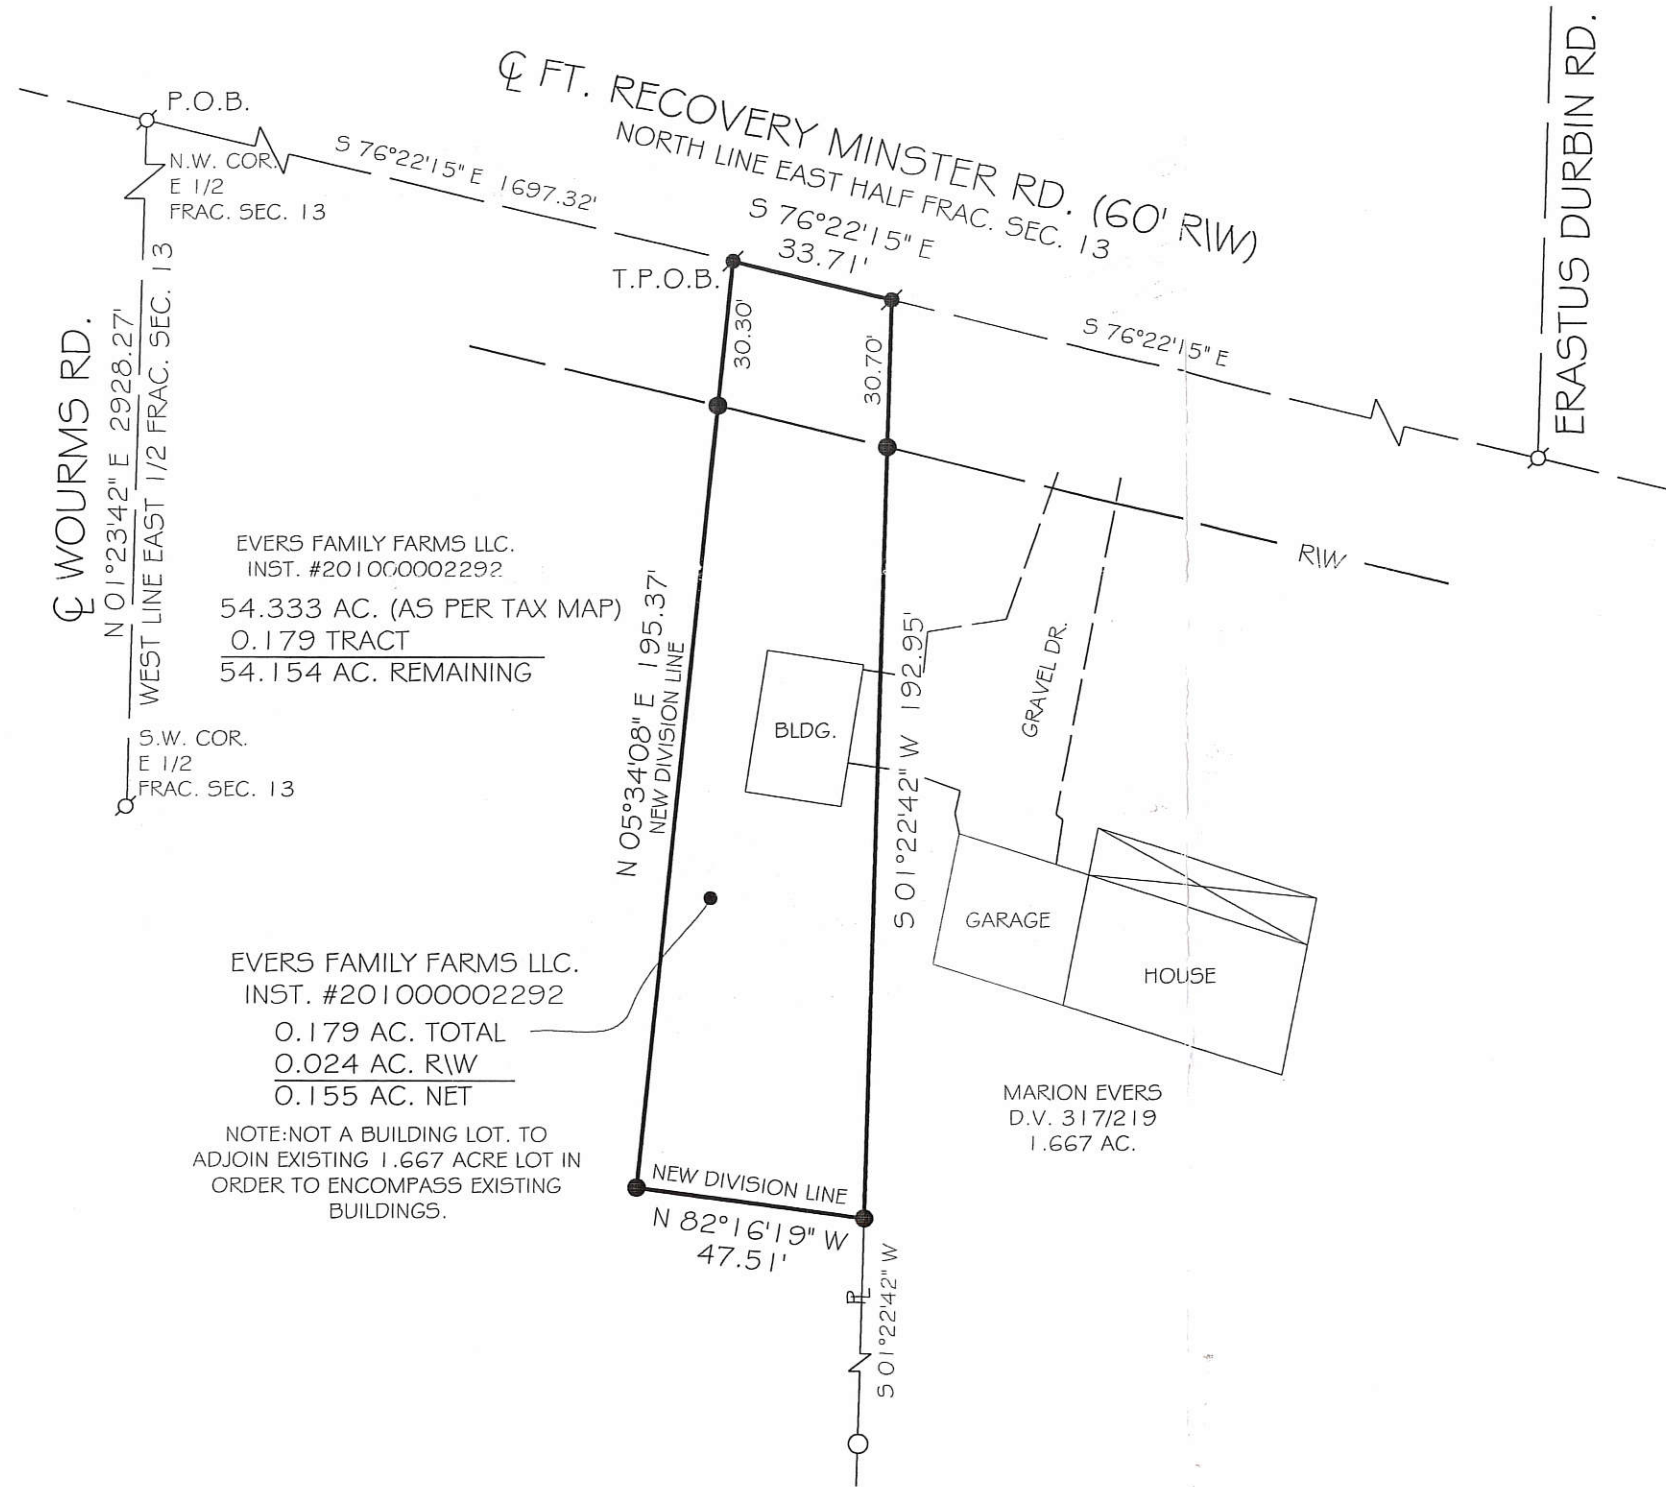 ℄ FT. RECOVERY MINSTER RD. (60' R\W)
NORTH LINE EAST HALF FRAC. SEC. 13
ERASTUS DURBIN RD.
P.O.B.
N.W. COR.
E 1/2
FRAC. SEC. 13
S 76°22'15" E 1697.32'
S 76°22'15" E
33.71'
T.P.O.B.
30.30'
30.70'
S 76°22'15" E
R\W
℄ WOURMS RD.
N 01°23'42" E 2928.27'
WEST LINE EAST 1/2 FRAC. SEC. 13
S.W. COR.
E 1/2
FRAC. SEC. 13
EVERS FAMILY FARMS LLC.
INST. #201000002292
54.333 AC. (AS PER TAX MAP)
0.179 TRACT
54.154 AC. REMAINING
N 05°34'08" E 195.37'
NEW DIVISION LINE
BLDG.
S 01°22'42" W 192.95'
GRAVEL DR.
GARAGE
HOUSE
EVERS FAMILY FARMS LLC.
INST. #201000002292
0.179 AC. TOTAL
0.024 AC. R\W
0.155 AC. NET
NOTE:NOT A BUILDING LOT. TO
ADJOIN EXISTING 1.667 ACRE LOT IN
ORDER TO ENCOMPASS EXISTING
BUILDINGS.
MARION EVERS
D.V. 317/219
1.667 AC.
NEW DIVISION LINE
N 82°16'19" W
47.51'
PL
S 01°22'42" W